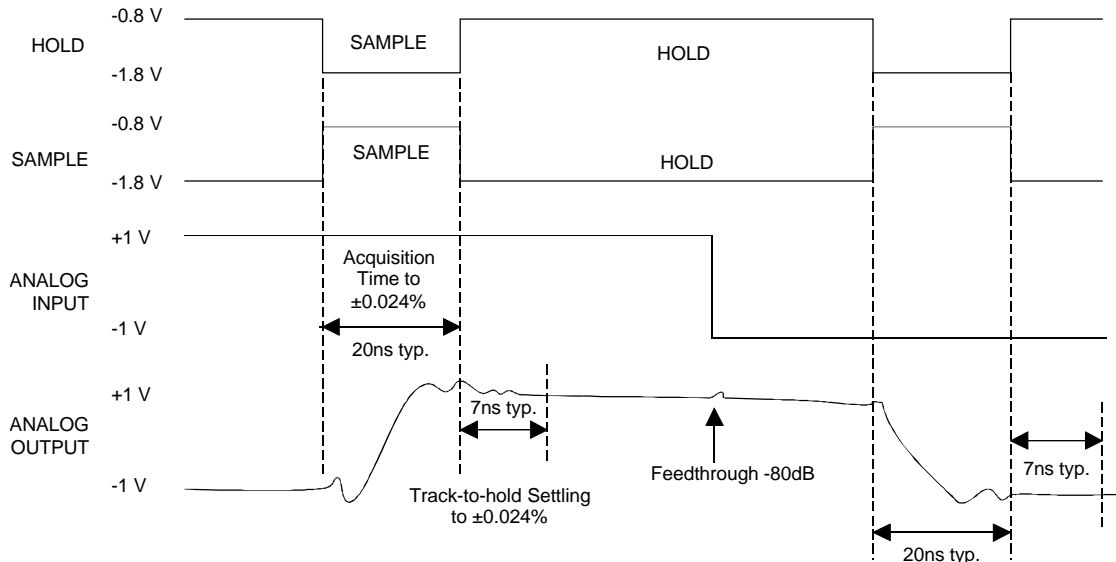 -0.8 V
HOLD
SAMPLE
HOLD
-1.8 V
-0.8 V
SAMPLE
SAMPLE
HOLD
-1.8 V
+1 V
ANALOG
INPUT
Acquisition
Time to
±0.024%
-1 V
20ns typ.
+1 V
ANALOG
OUTPUT
7ns typ.
-1 V
Track-to-hold Settling
to ±0.024%
Feedthrough -80dB
7ns typ.
20ns typ.